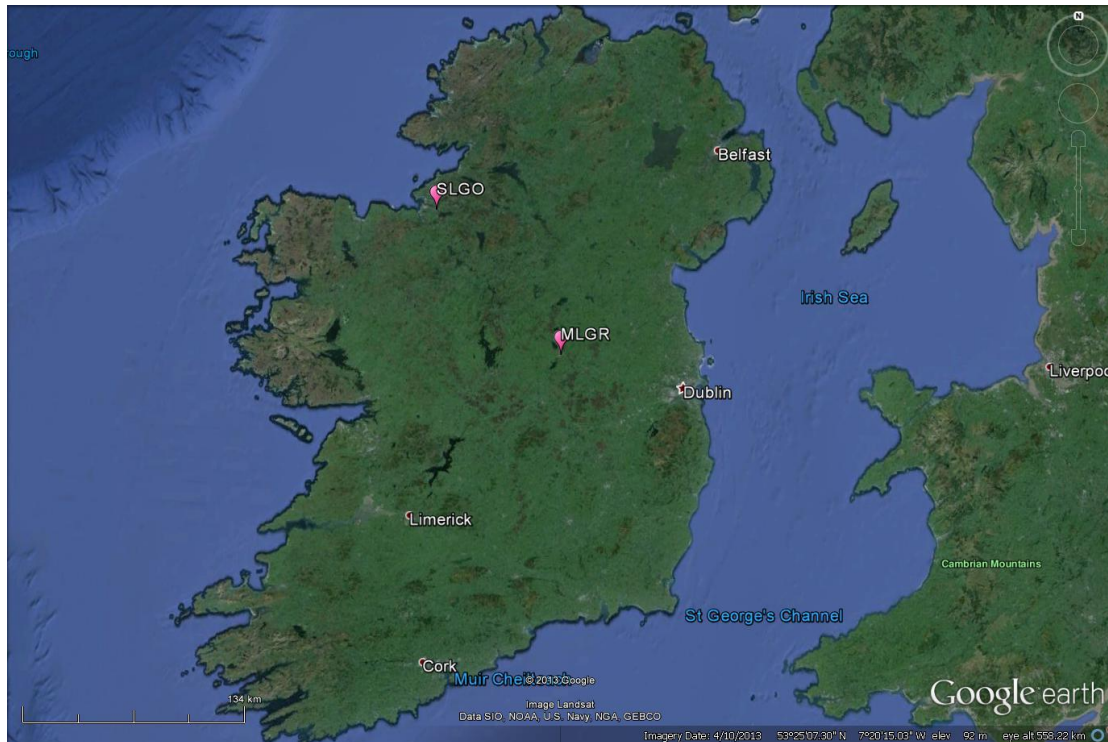 N
rough
Belfast
SLGO
Irish Sea
MLGR
Liverpoo
Dublin
Limerick
Cambrian Mountains
St George's Channel
Cork
Muir Cheilteach
© 2013 Google
134 km
Google earth
Image Landsat
Data SIO, NOAA, U.S. Navy, NGA, GEBCO
Imagery Date: 4/10/2013 53°25'07.30" N 7°20'15.03" W elev 92 m eye alt 558.22 km